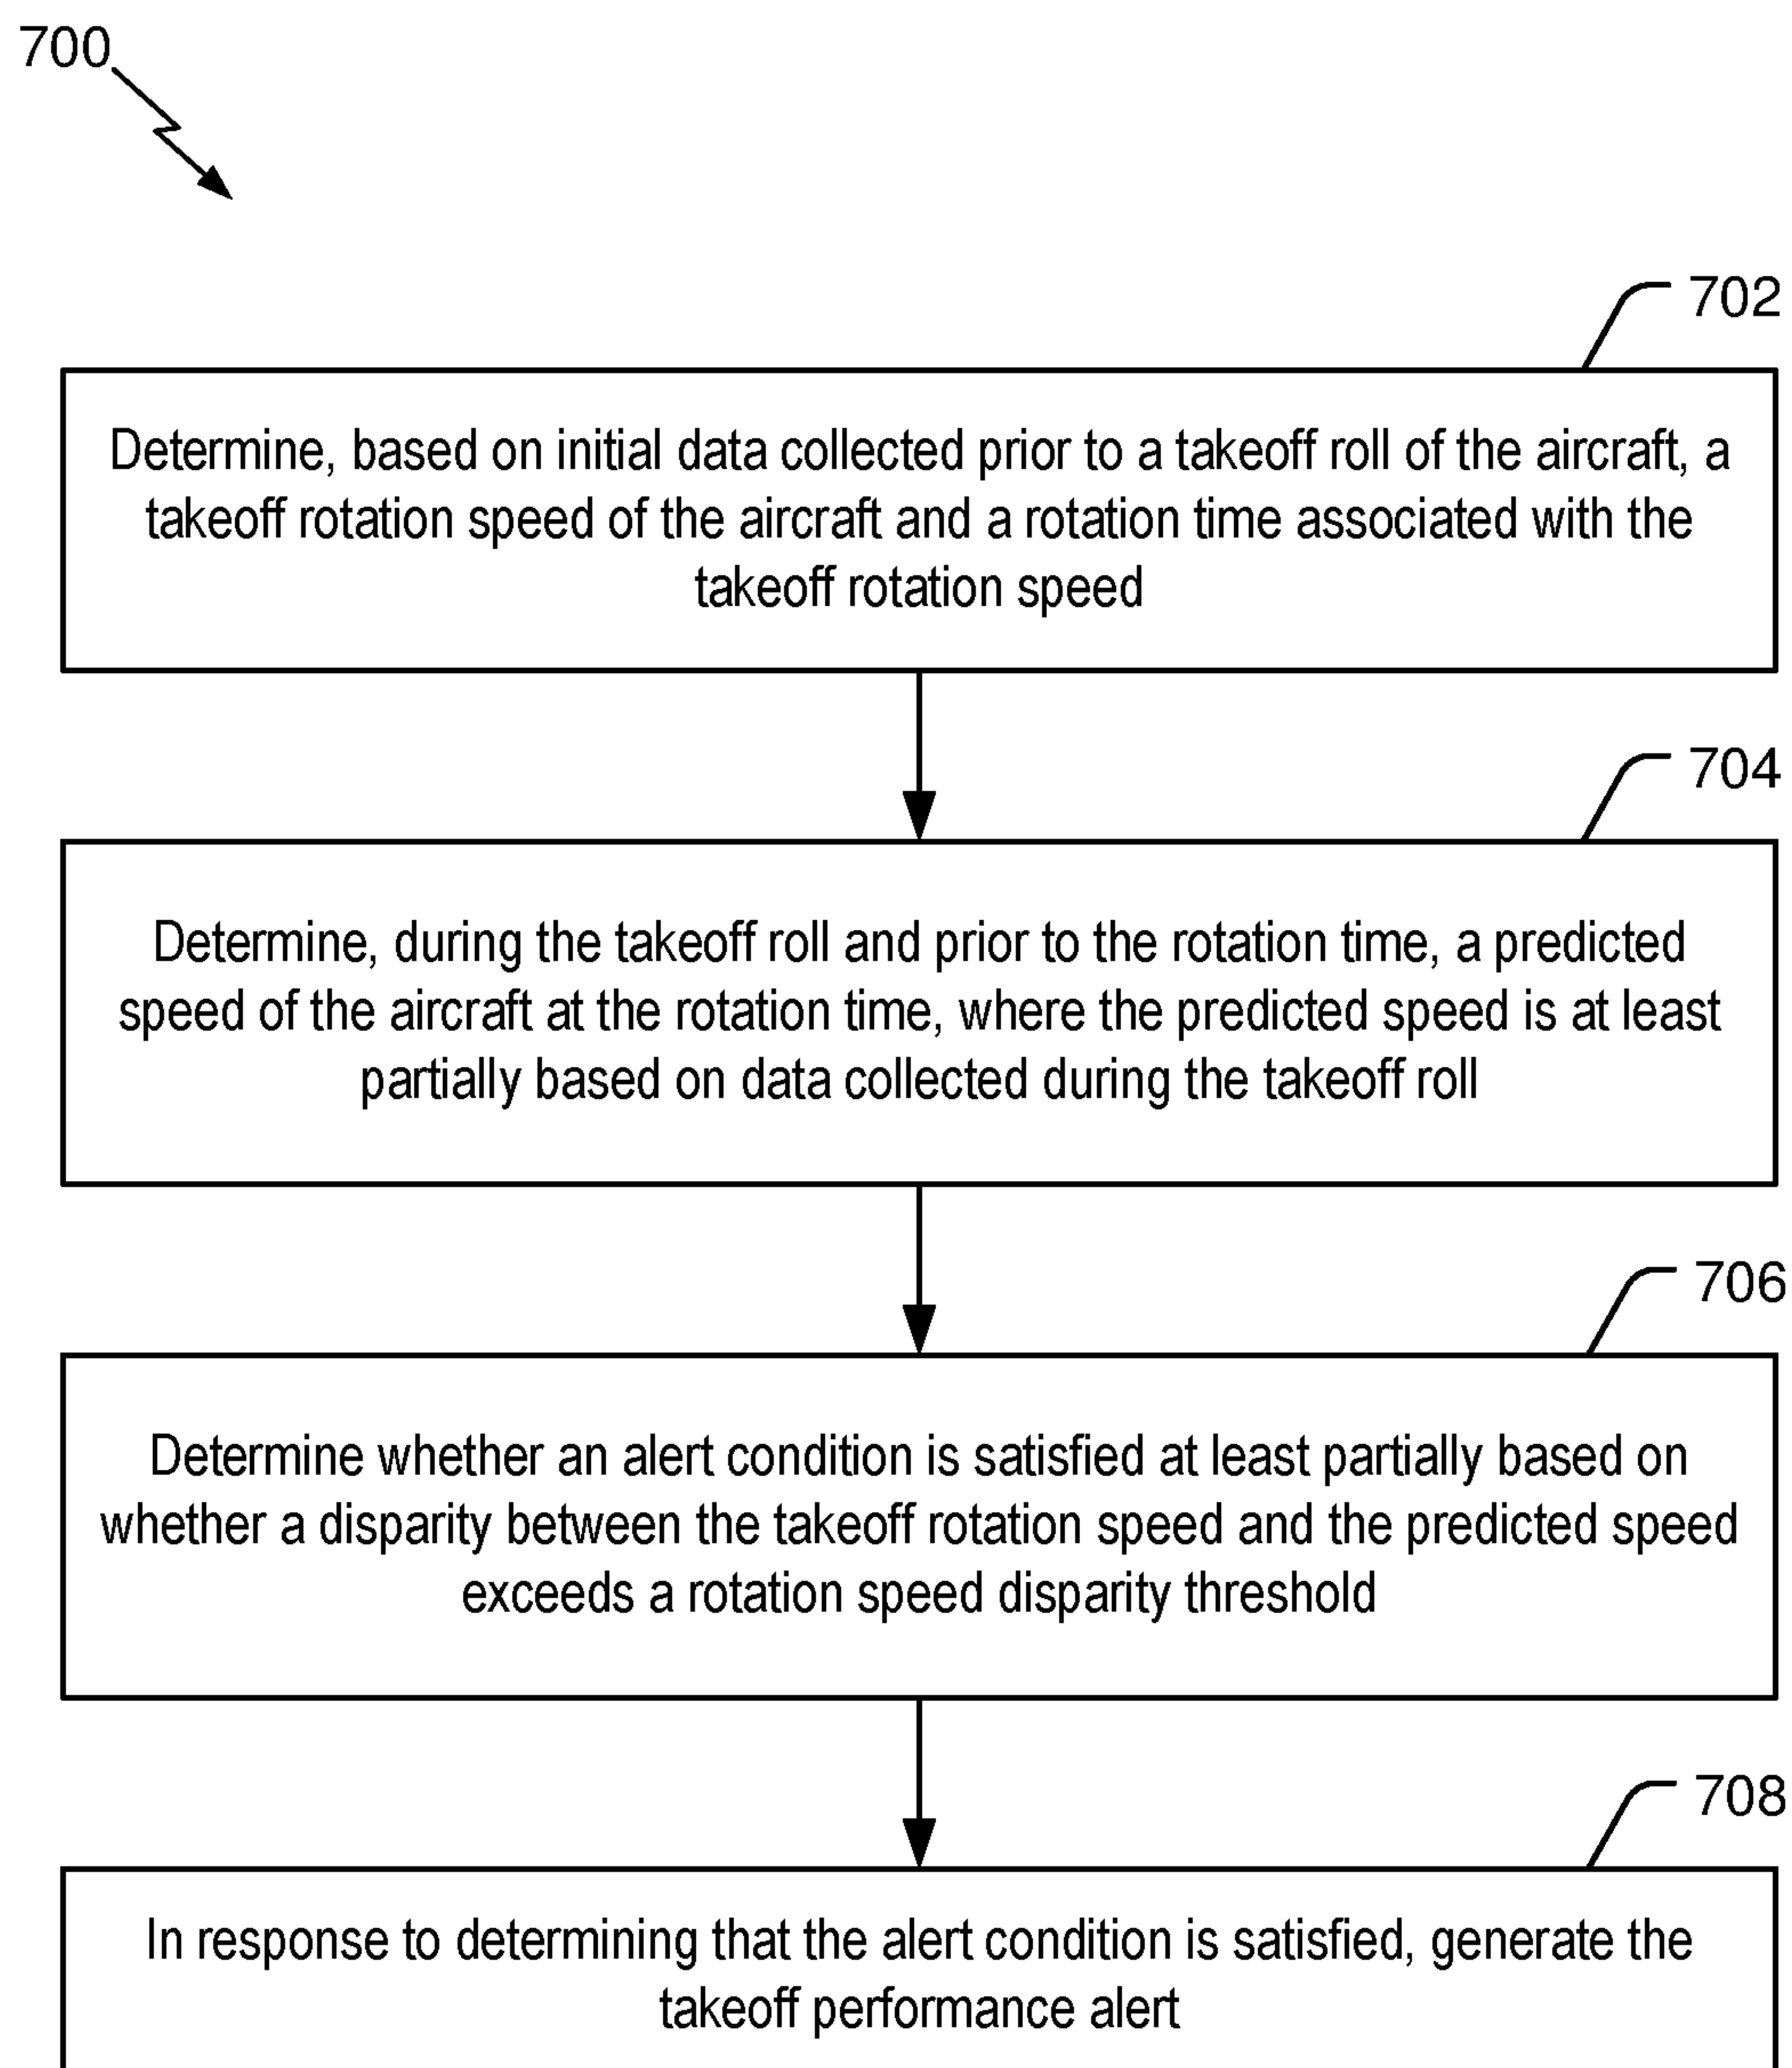 700
702
Determine, based on initial data collected prior to a takeoff roll of the aircraft, a
takeoff rotation speed of the aircraft and a rotation time associated with the
takeoff rotation speed
704
Determine, during the takeoff roll and prior to the rotation time, a predicted
speed of the aircraft at the rotation time, where the predicted speed is at least
partially based on data collected during the takeoff roll
706
Determine whether an alert condition is satisfied at least partially based on
whether a disparity between the takeoff rotation speed and the predicted speed
exceeds a rotation speed disparity threshold
708
In response to determining that the alert condition is satisfied, generate the
takeoff performance alert